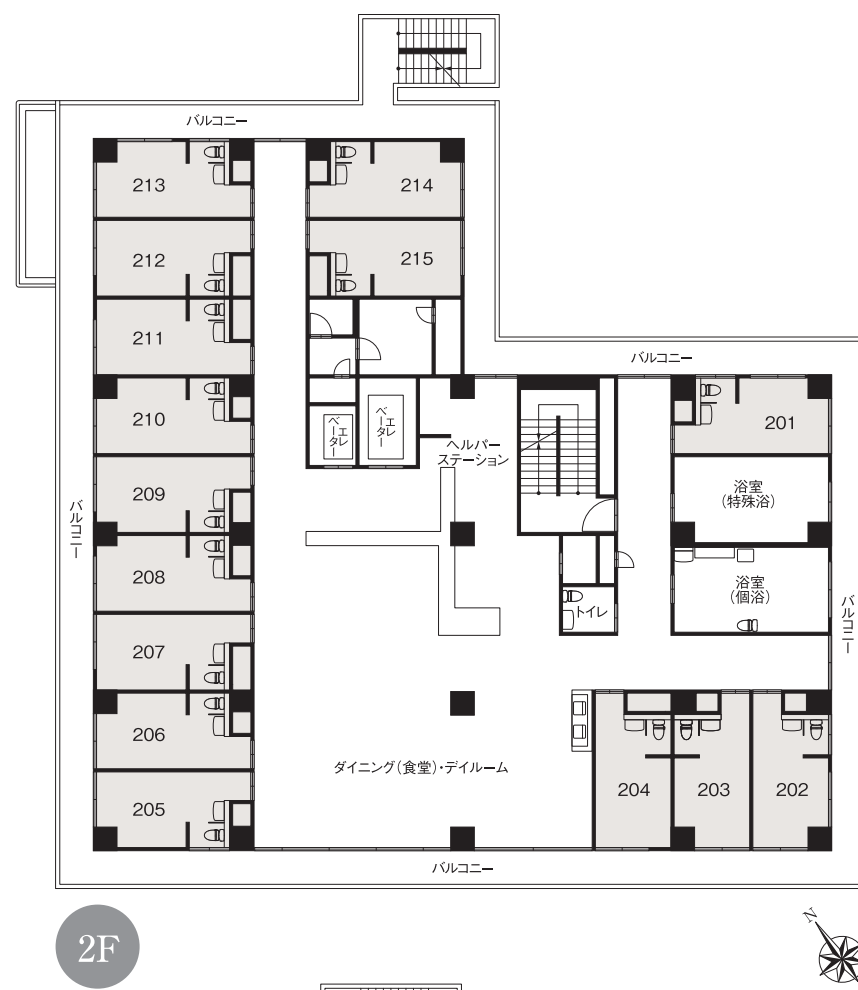 バルコニー
213
214
212
215
211
バルコニー
210
201
エレ
ベーター
エレ
ベーター
ヘルパー
ステーション
浴室
(特殊浴)
209
バルコニー
208
浴室
(個浴)
トイレ
バルコニー
207
206
ダイニング(食堂)・デイルーム
204
203
202
205
バルコニー
2F
N